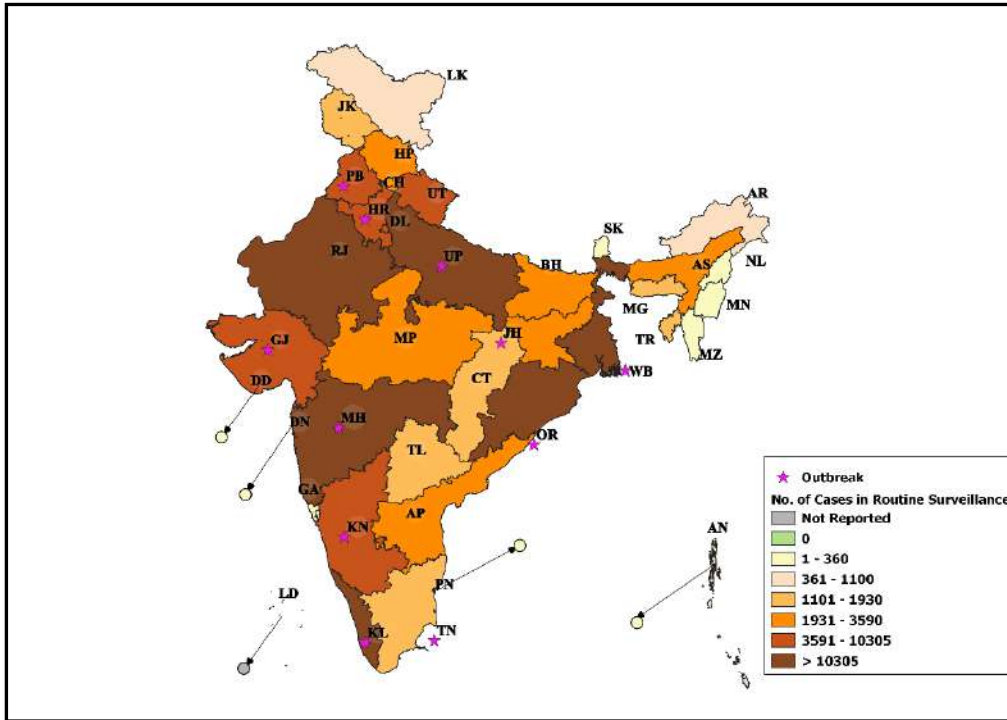 LK
JK
HP
PB
CH
UT
HR
DL
AR
SK
RJ
UP
BH
AS
NL
MG
MN
GJ
MP
JH
TR
MZ
DD
CT
WB
DN
MH
OR
TL
GA
AP
KN
AN
PN
LD
KL
TN
Outbreak
No. of Cases in Routine Surveillance
Not Reported
0
1 - 360
361 - 1100
1101 - 1930
1931 - 3590
3591 - 10305
> 10305